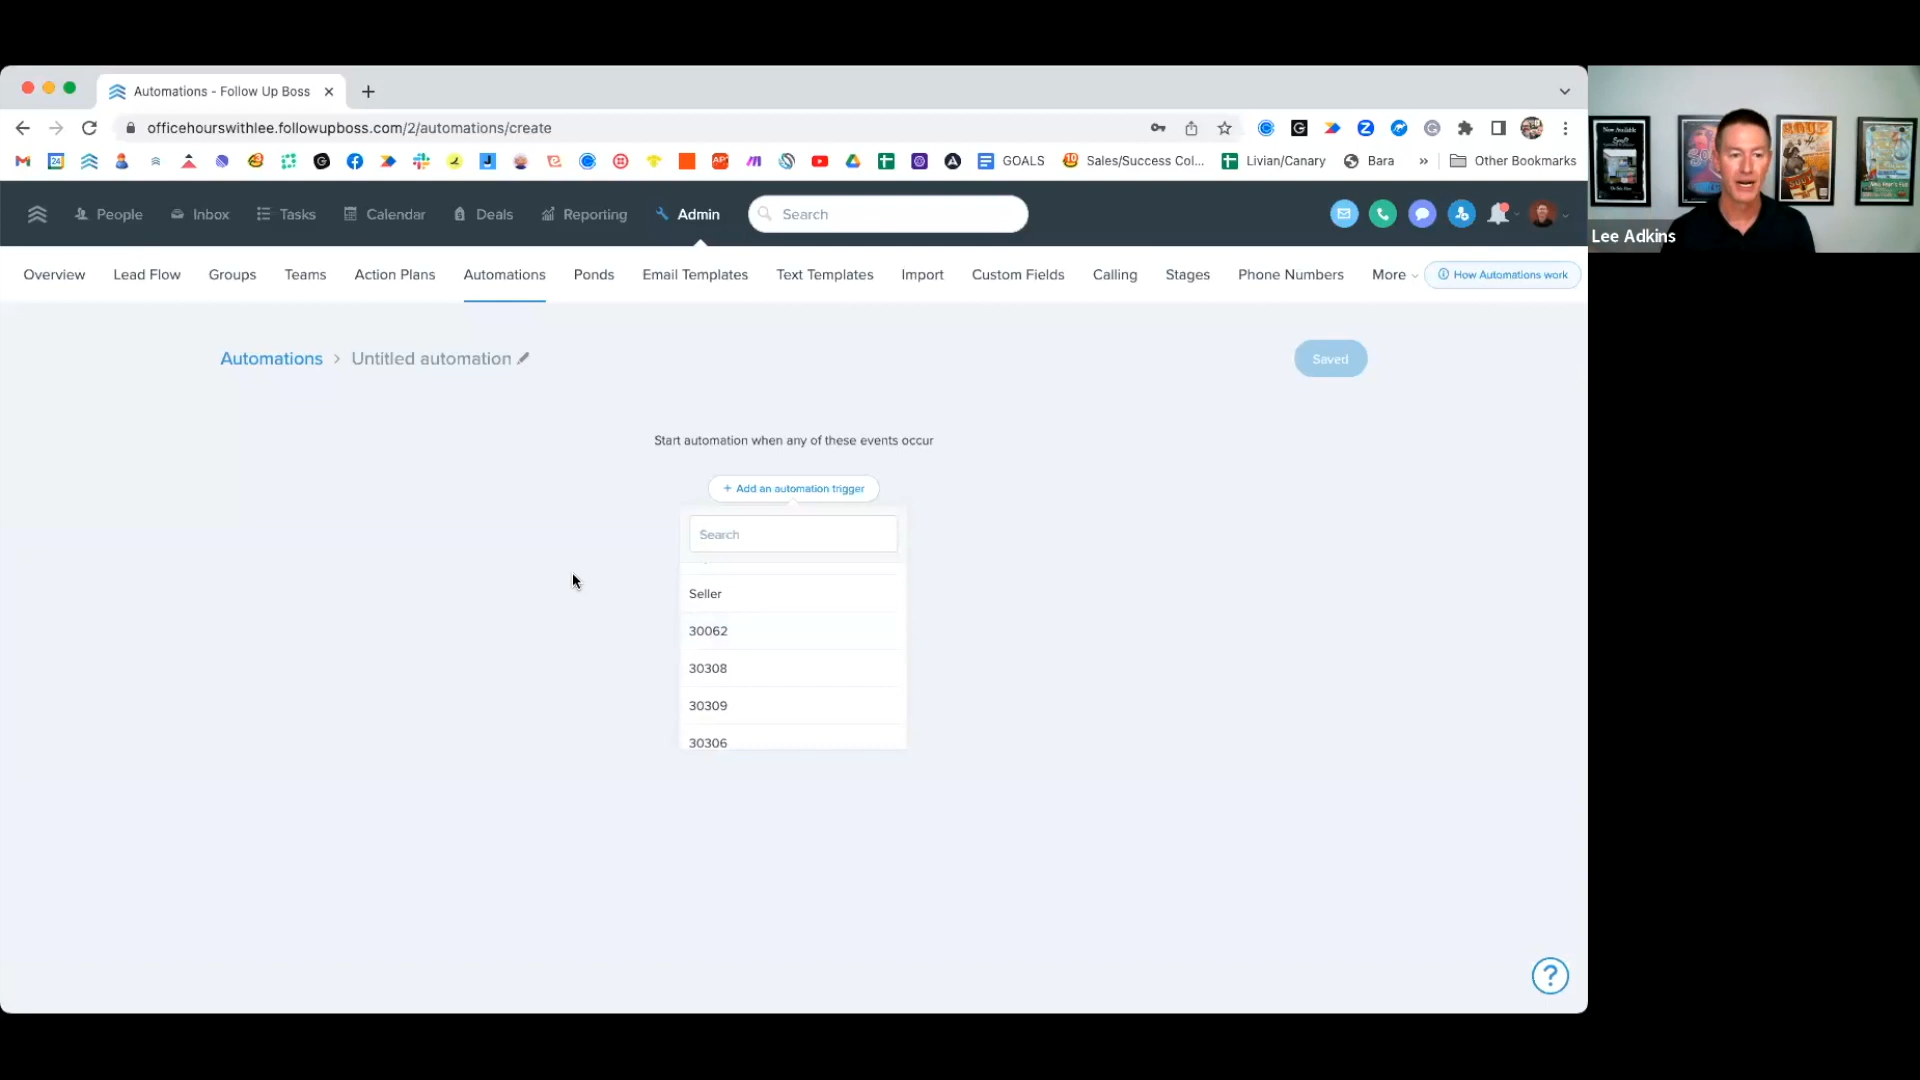 Automations - Follow Up Boss
officehourswithlee.followupboss.com/2/automations/create
GOALS
Sales/Success Col...
Livian/Canary
Bara
»
Other Bookmarks
People
Inbox
Tasks
Calendar
Deals
Reporting
Admin
Search
Overview
Lead Flow
Groups
Teams
Action Plans
Automations
Ponds
Email Templates
Text Templates
Import
Custom Fields
Calling
Stages
Phone Numbers
More
How Automations work
Automations > Untitled automation
Saved
Start automation when any of these events occur
+ Add an automation trigger
Search
Seller
30062
30308
30309
30306
?
Lee Adkins